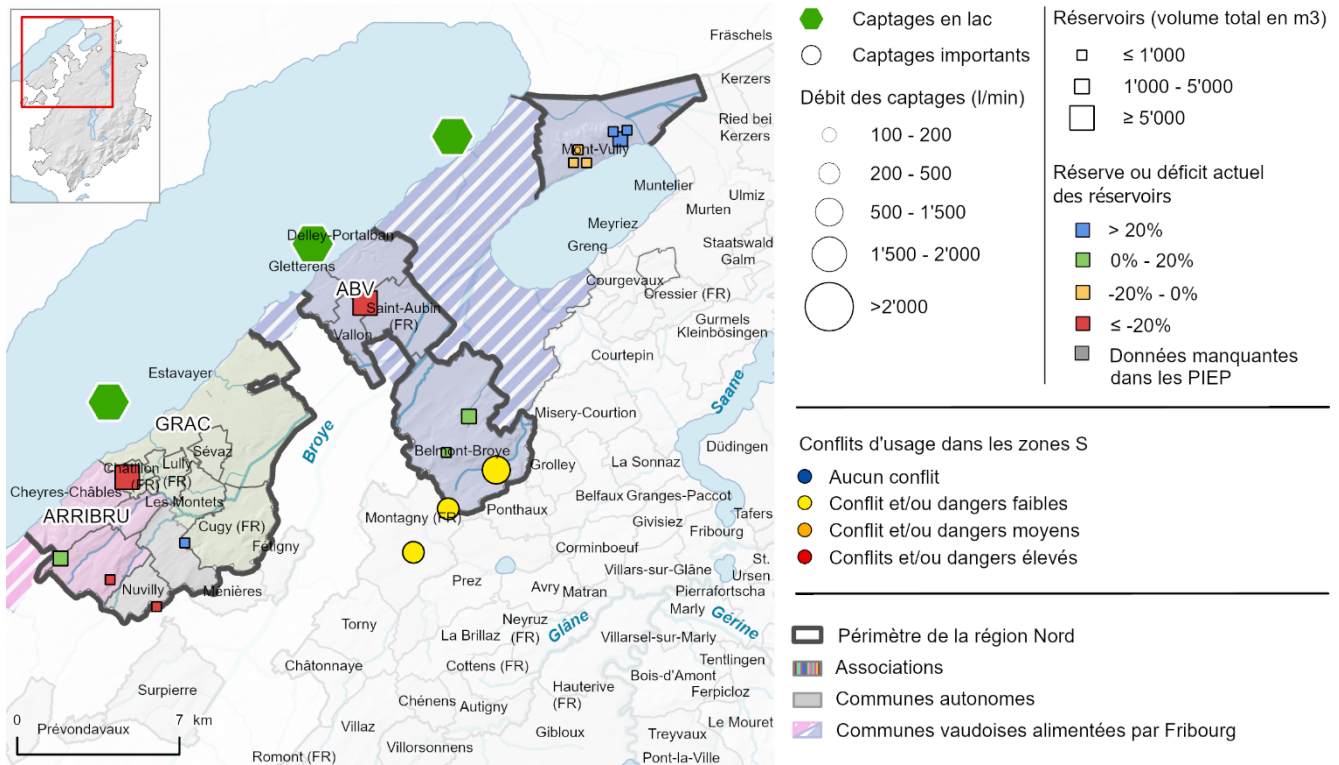 Fräschels
Kerzers
Ried bei
Kerzers
Mont-Vully
Muntelier
Ulmiz
Murten
Meyriez
Greng
Staatswald
Galm
Delley-Portalban
Gletterens
ABV
Saint-Aubin
(FR)
Vallon
Courgevaux
Cressier (FR)
Gurmels
Kleinbösingen
Courtepin
Estavayer
Saane
Misery-Courtion
GRAC
Broye
Sévaz
Lully
(FR)
Châtillon
(FR)
Belmont-Broye
Düdingen
Grolley
La Sonnaz
Cheyres-Châbles
Les Montets
ARRIBRU
Belfaux
Granges-Paccot
Tafers
Ponthaux
Montagny (FR)
Cugy (FR)
Givisiez
Fribourg
Fétigny
Corminboeuf
St.
Ursen
Villars-sur-Glâne
Prez
Nuvilly
Ménières
Avry
Matran
Pierrafortscha
Marly
Gérine
Torny
Neyruz
(FR)
Glâne
La Brillaz
Villarsel-sur-Marly
Châtonnaye
Cottens (FR)
Tentlingen
Bois-d'Amont
Ferpicloz
Surpierre
Chénens
Autigny
Hauterive
(FR)
0 7 km
Prévondavaux
Villaz
Gibloux
Le Mouret
Treyvaux
Villorsonnens
Romont (FR)
Pont-la-Ville
Captages en lac
Captages importants
Débit des captages (l/min)
100 - 200
200 - 500
500 - 1'500
1'500 - 2'000
>2'000
Réservoirs (volume total en m3)
≤ 1'000
1'000 - 5'000
≥ 5'000
Réserve ou déficit actuel
des réservoirs
> 20%
0% - 20%
-20% - 0%
≤ -20%
Données manquantes
dans les PIEP
Conflits d'usage dans les zones S
Aucun conflit
Conflit et/ou dangers faibles
Conflit et/ou dangers moyens
Conflits et/ou dangers élevés
Périmètre de la région Nord
Associations
Communes autonomes
Communes vaudoises alimentées par Fribourg